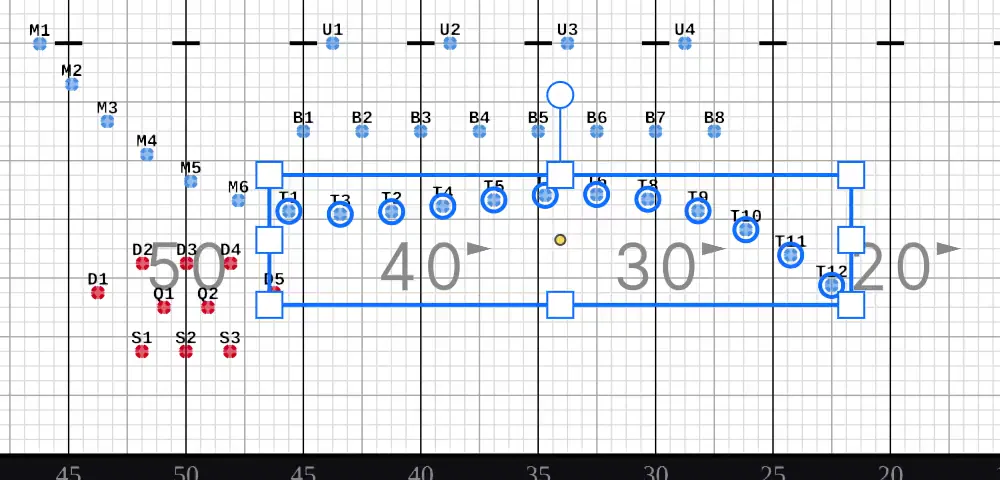 M1 U1 U2 U3 U4
M2
M3 B1 B2 B3 B4 B5 B6 B7 B8
M4
M5
M6 T1 T3 T2 T4 T5 T8 T9
T10
T11
D2 D3 D4 T12
50 40 30 20
D1 D5
Q1 Q2
S1 S2 S3
45 50 45 40 35 30 25 20